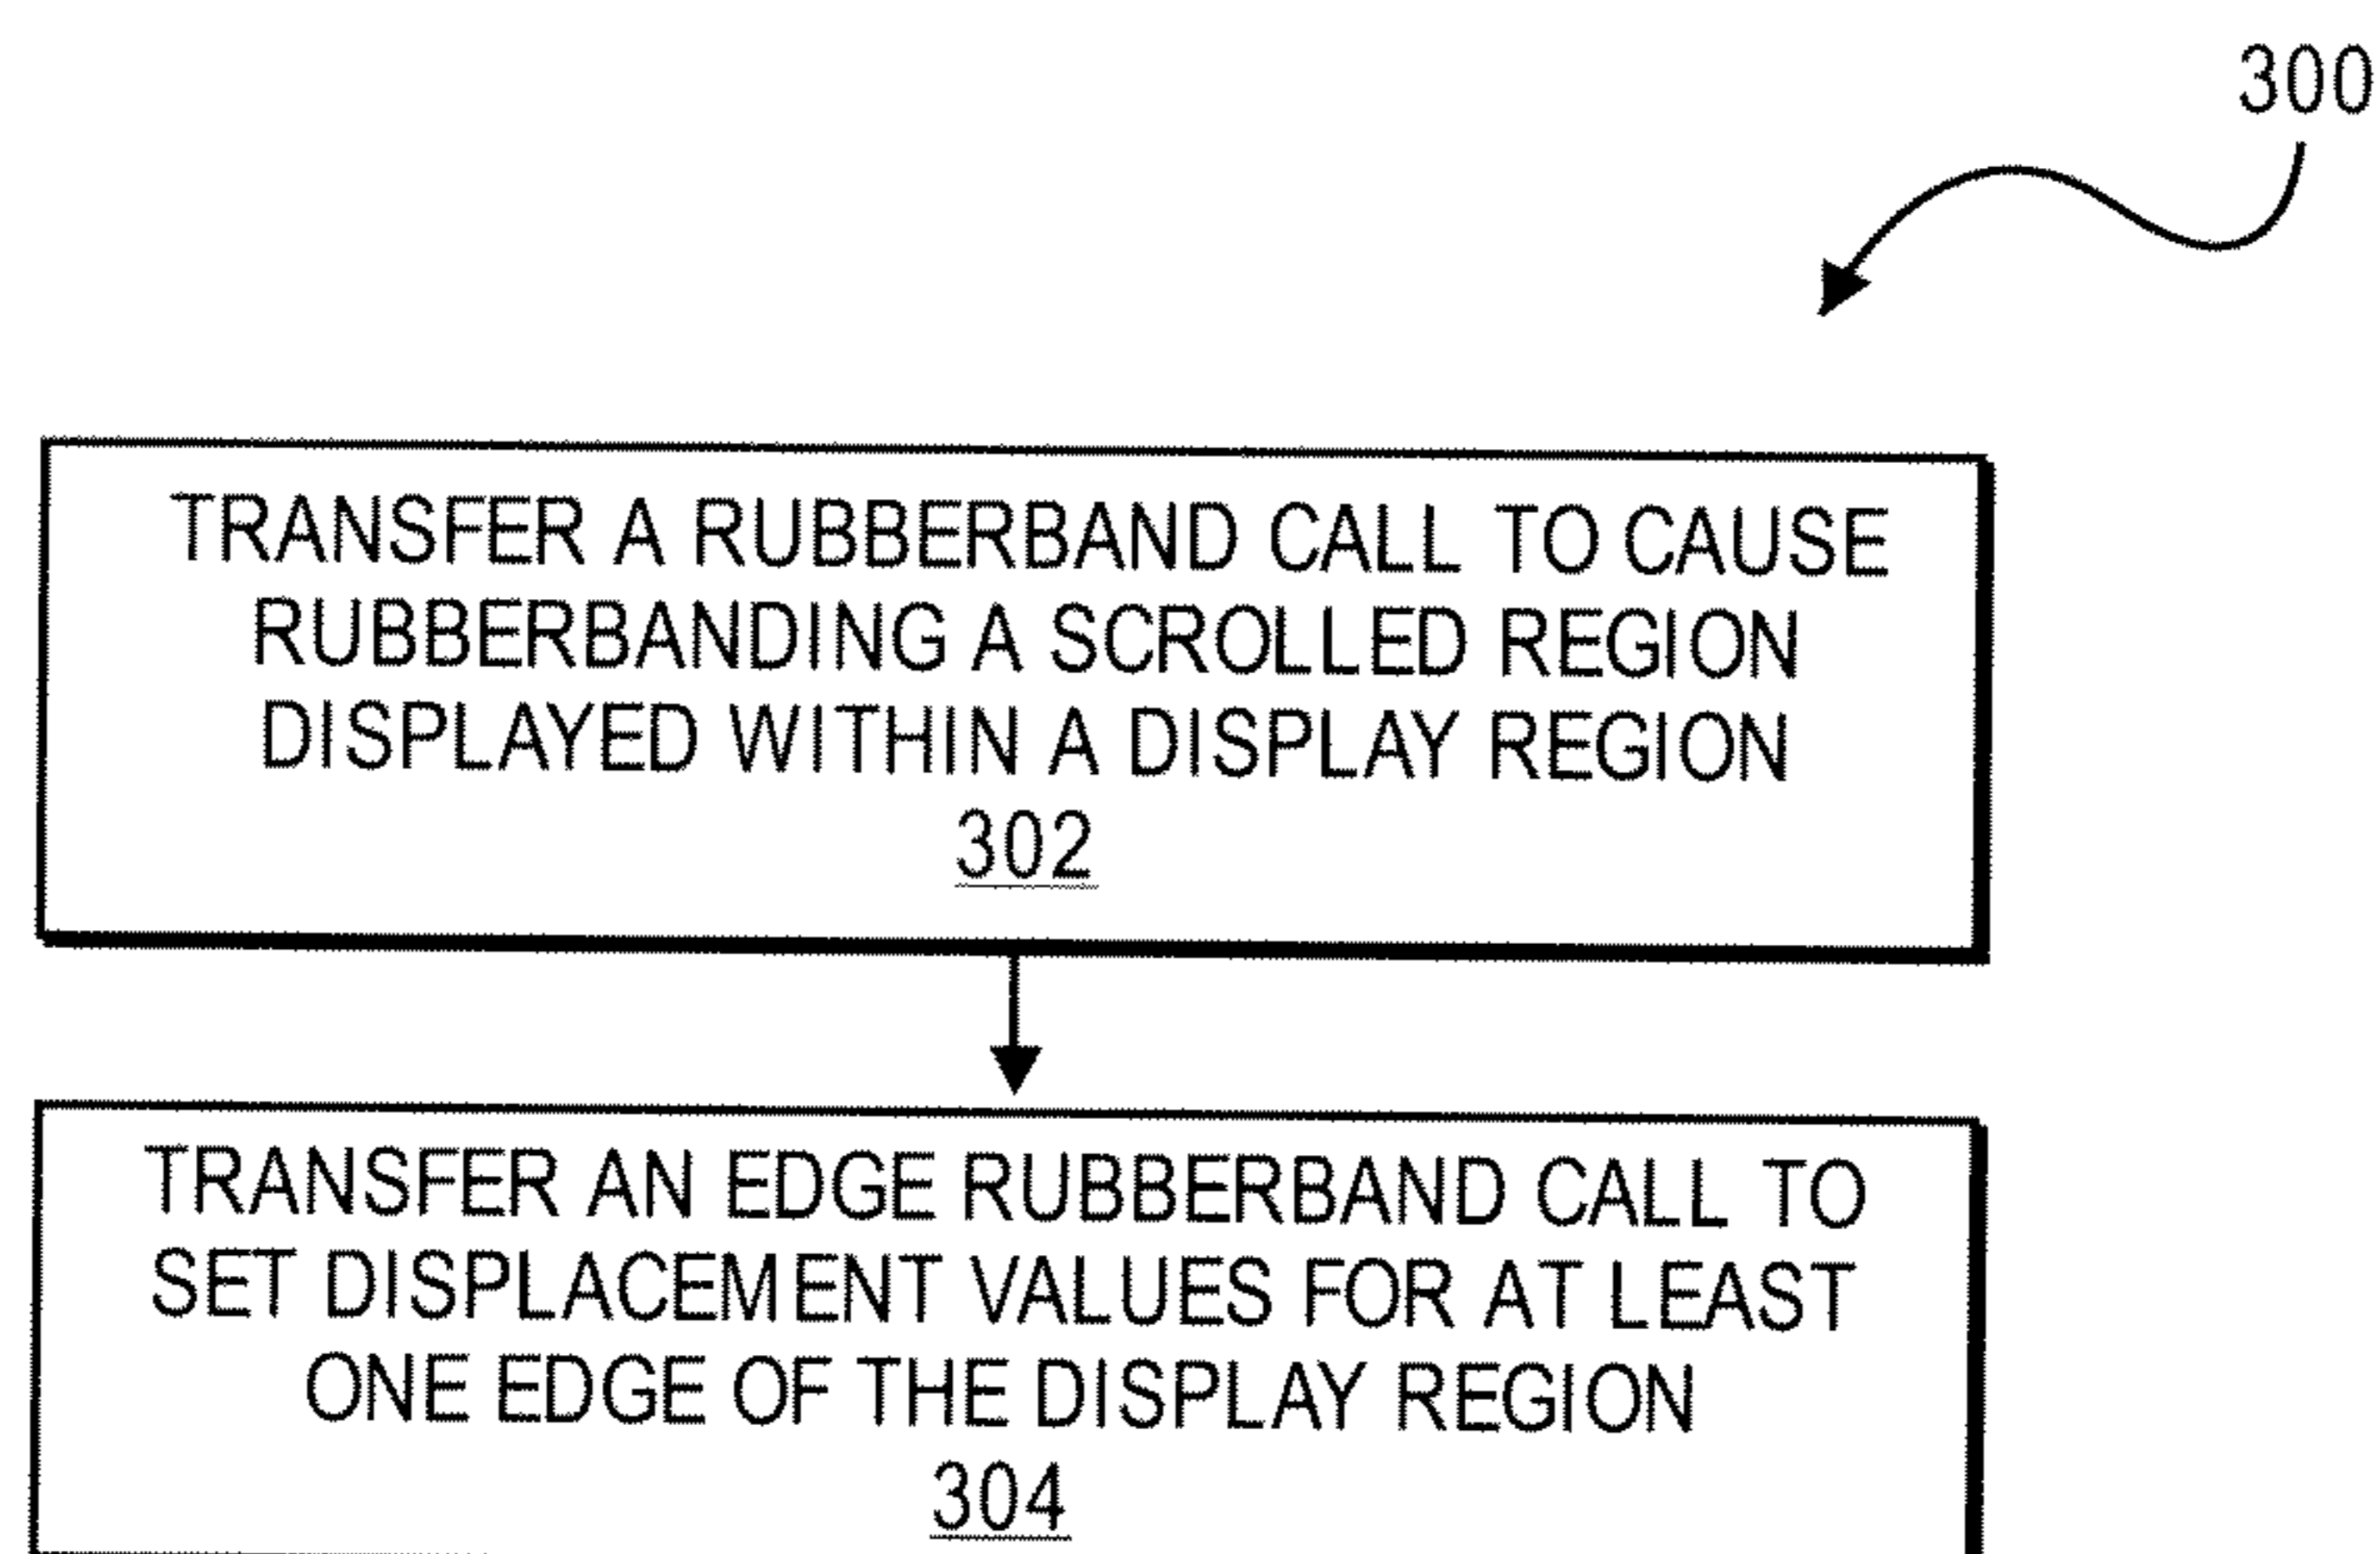 300
TRANSFER A RUBBERBAND CALL TO CAUSE
RUBBERBANDING A SCROLLED REGION
DISPLAYED WITHIN A DISPLAY REGION
302
TRANSFER AN EDGE RUBBERBAND CALL TO
SET DISPLACEMENT VALUES FOR AT LEAST
ONE EDGE OF THE DISPLAY REGION
304